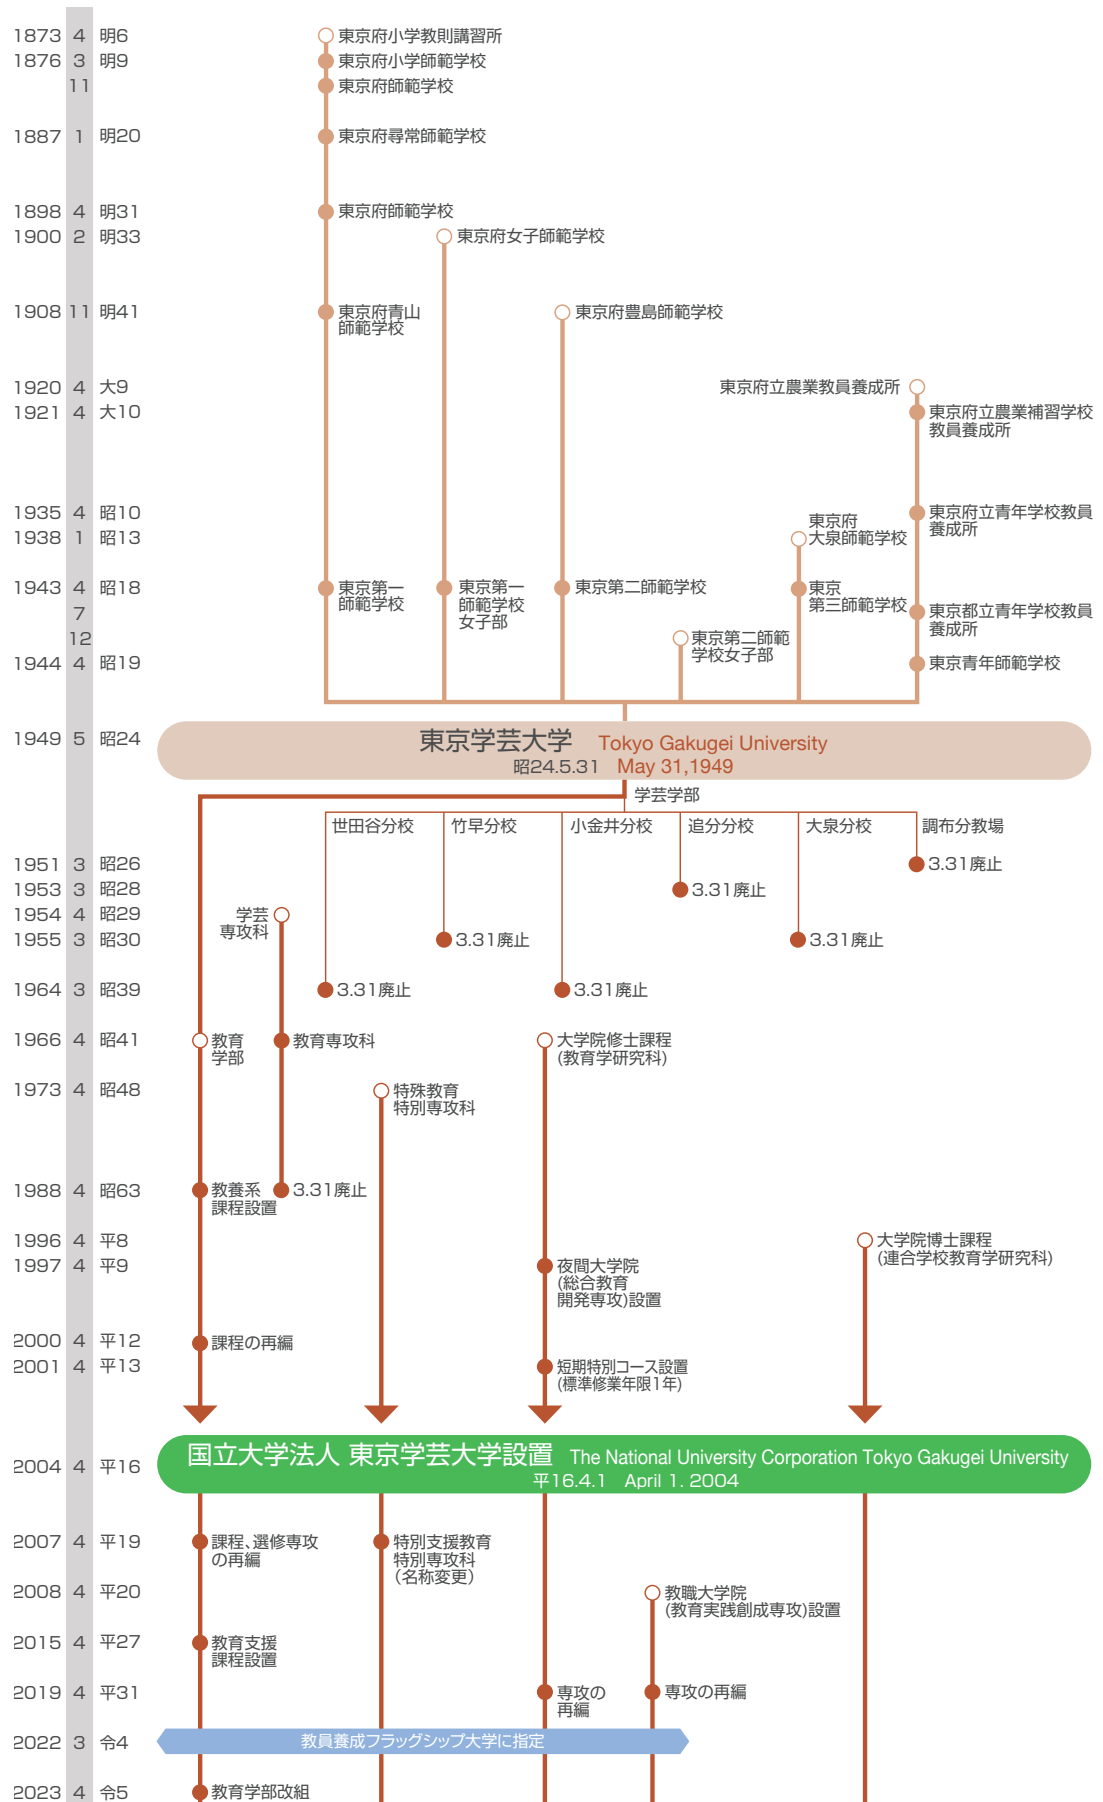 1873 4 明6 東京府小学教則講習所
1876 3 明9 東京府小学師範学校
11 東京府師範学校
1887 1 明20 東京府尋常師範学校
1898 4 明31 東京府師範学校
1900 2 明33 東京府女子師範学校
1908 11 明41 東京府青山
師範学校
東京府豊島師範学校
1920 4 大9 東京府立農業教員養成所
1921 4 大10 東京府立農業補習学校
教員養成所
1935 4 昭10 東京府立青年学校教員
養成所
1938 1 昭13 東京府
大泉師範学校
1943 4 昭18 東京第一
師範学校
東京第一
師範学校
女子部
東京第二師範学校
東京
第三師範学校
7 東京都立青年学校教員
養成所
12 東京第二師範
学校女子部
1944 4 昭19 東京青年師範学校
1949 5 昭24 東京学芸大学 Tokyo Gakugei University
昭24.5.31 May 31,1949
学芸学部
世田谷分校 竹早分校 小金井分校 追分分校 大泉分校 調布分教場
1951 3 昭26 3.31廃止
1953 3 昭28 3.31廃止
1954 4 昭29 学芸
専攻科
1955 3 昭30 3.31廃止 3.31廃止
1964 3 昭39 3.31廃止 3.31廃止
1966 4 昭41 教育
学部
教育専攻科
大学院修士課程
(教育学研究科)
1973 4 昭48 特殊教育
特別専攻科
1988 4 昭63 教養系
課程設置
3.31廃止
1996 4 平8 大学院博士課程
(連合学校教育学研究科)
1997 4 平9 夜間大学院
(総合教育
開発専攻)設置
2000 4 平12 課程の再編
2001 4 平13 短期特別コース設置
(標準修業年限1年)
2004 4 平16 国立大学法人 東京学芸大学設置 The National University Corporation Tokyo Gakugei University
平16.4.1 April 1. 2004
2007 4 平19 課程、選修専攻
の再編
特別支援教育
特別専攻科
（名称変更）
2008 4 平20 教職大学院
(教育実践創成専攻)設置
2015 4 平27 教育支援
課程設置
2019 4 平31 専攻の
再編
専攻の再編
2022 3 令4 教員養成フラッグシップ大学に指定
2023 4 令5 教育学部改組